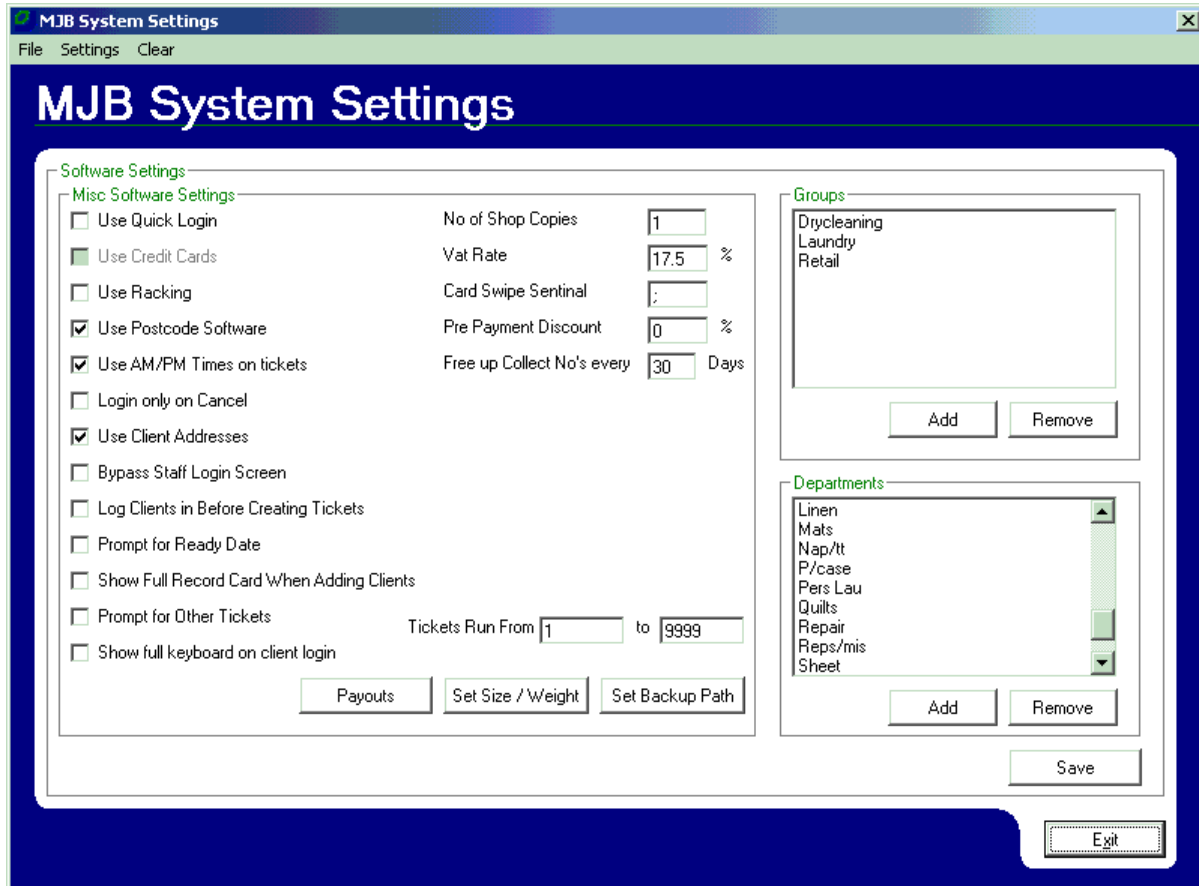 MJB System Settings
File Settings Clear
MJB System Settings
Software Settings
Misc Software Settings
Use Quick Login
Use Credit Cards
Use Racking
Use Postcode Software
Use AM/PM Times on tickets
Login only on Cancel
Use Client Addresses
Bypass Staff Login Screen
Log Clients in Before Creating Tickets
Prompt for Ready Date
Show Full Record Card When Adding Clients
Prompt for Other Tickets
Show full keyboard on client login
No of Shop Copies 1
Vat Rate 17.5 %
Card Swipe Sentinal ;
Pre Payment Discount 0 %
Free up Collect No's every 30 Days
Tickets Run From 1 to 9999
Payouts Set Size / Weight Set Backup Path
Groups
Drycleaning
Laundry
Retail
Add Remove
Departments
Linen
Mats
Nap/tt
P/case
Pers Lau
Quilts
Repair
Reps/mis
Sheet
Add Remove
Save
Exit